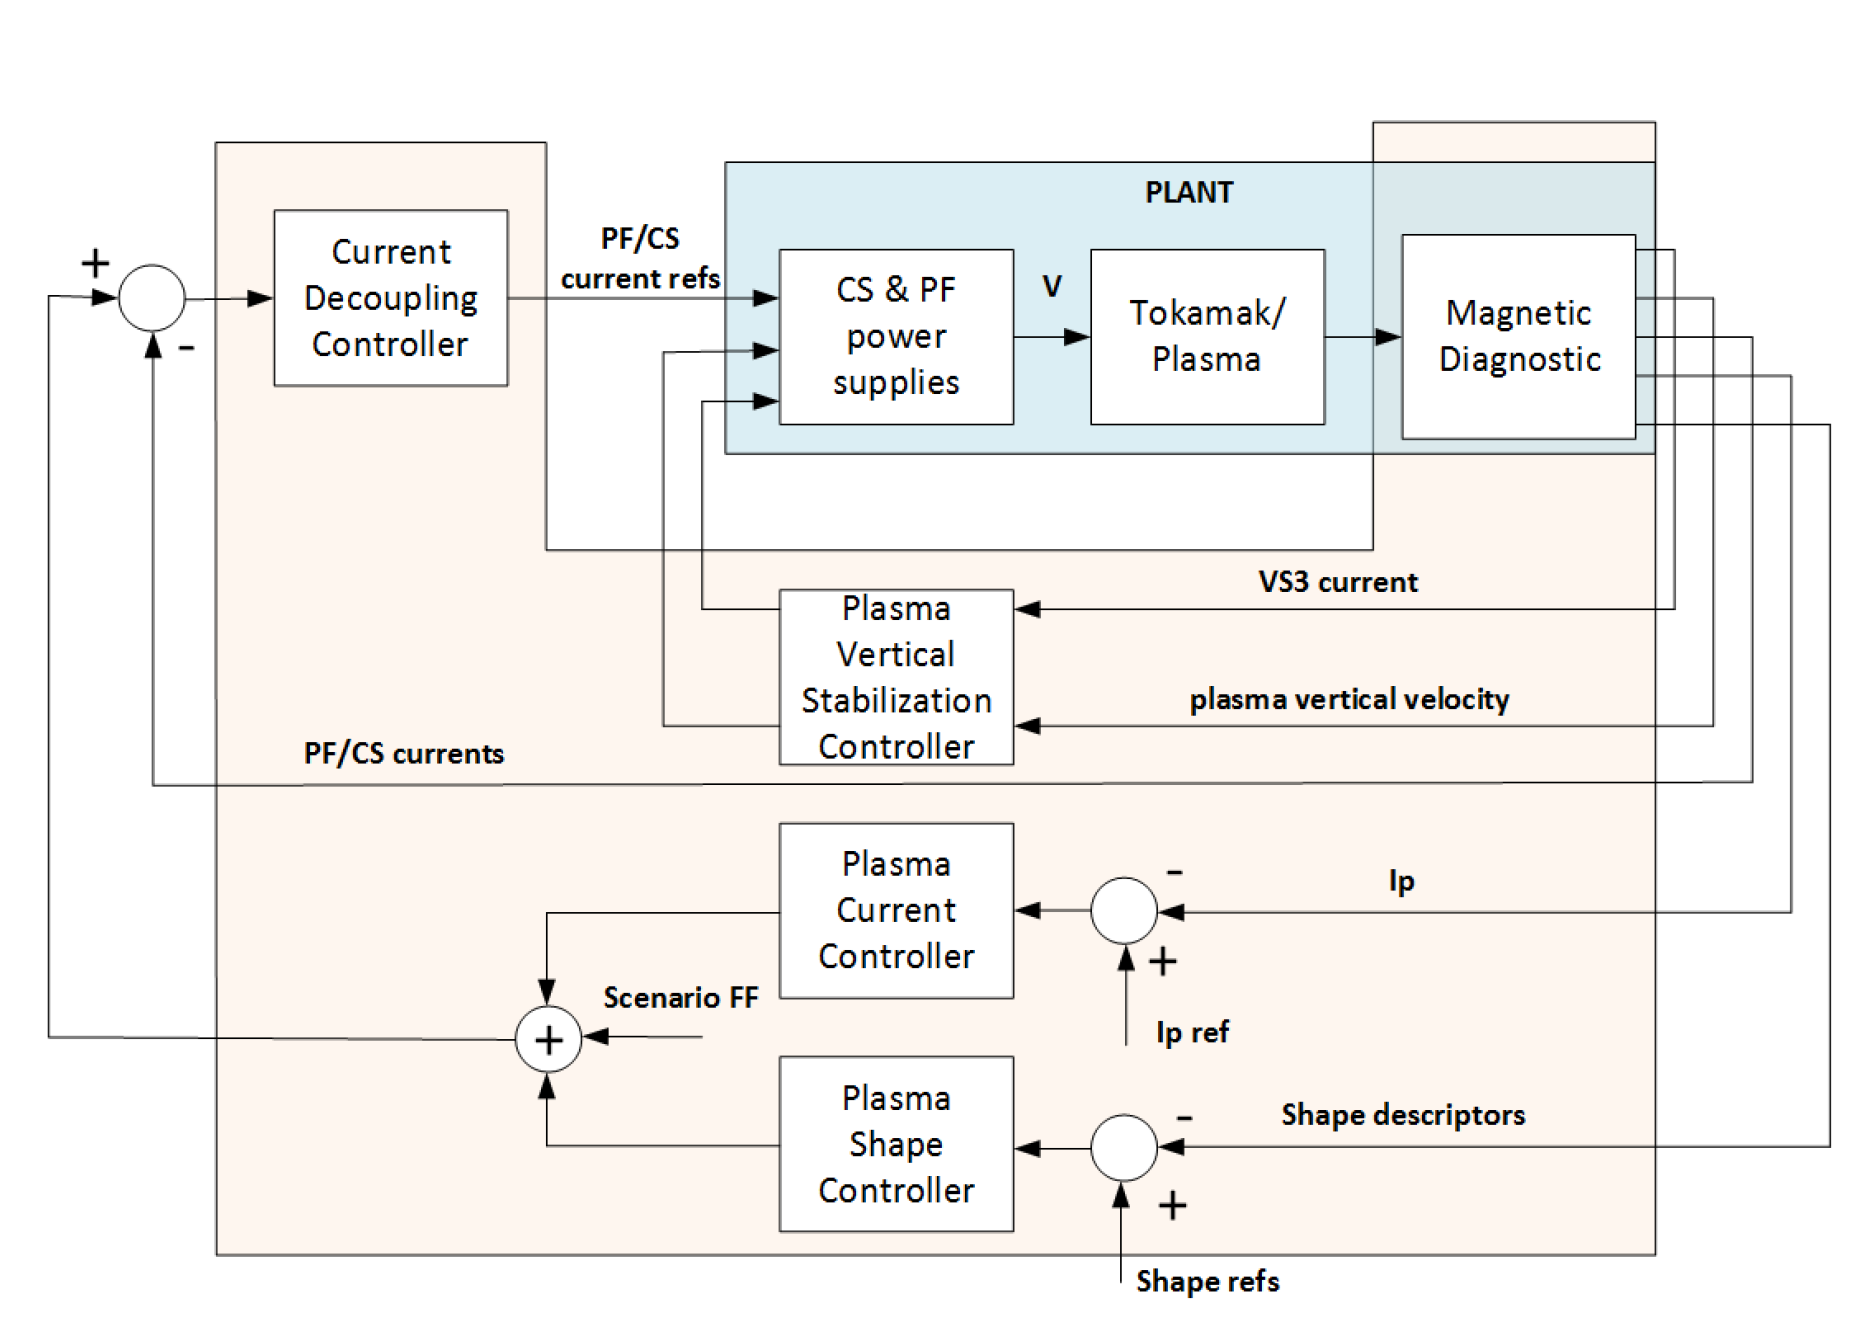 PLANT
PF/CS
current refs
+
-
Current
Decoupling
Controller
CS & PF
power
supplies
V
Tokamak/
Plasma
Magnetic
Diagnostic
VS3 current
Plasma
Vertical
Stabilization
Controller
plasma vertical velocity
PF/CS currents
Plasma
Current
Controller
-
Ip
+
Ip ref
Scenario FF
+
Plasma
Shape
Controller
-
Shape descriptors
+
Shape refs